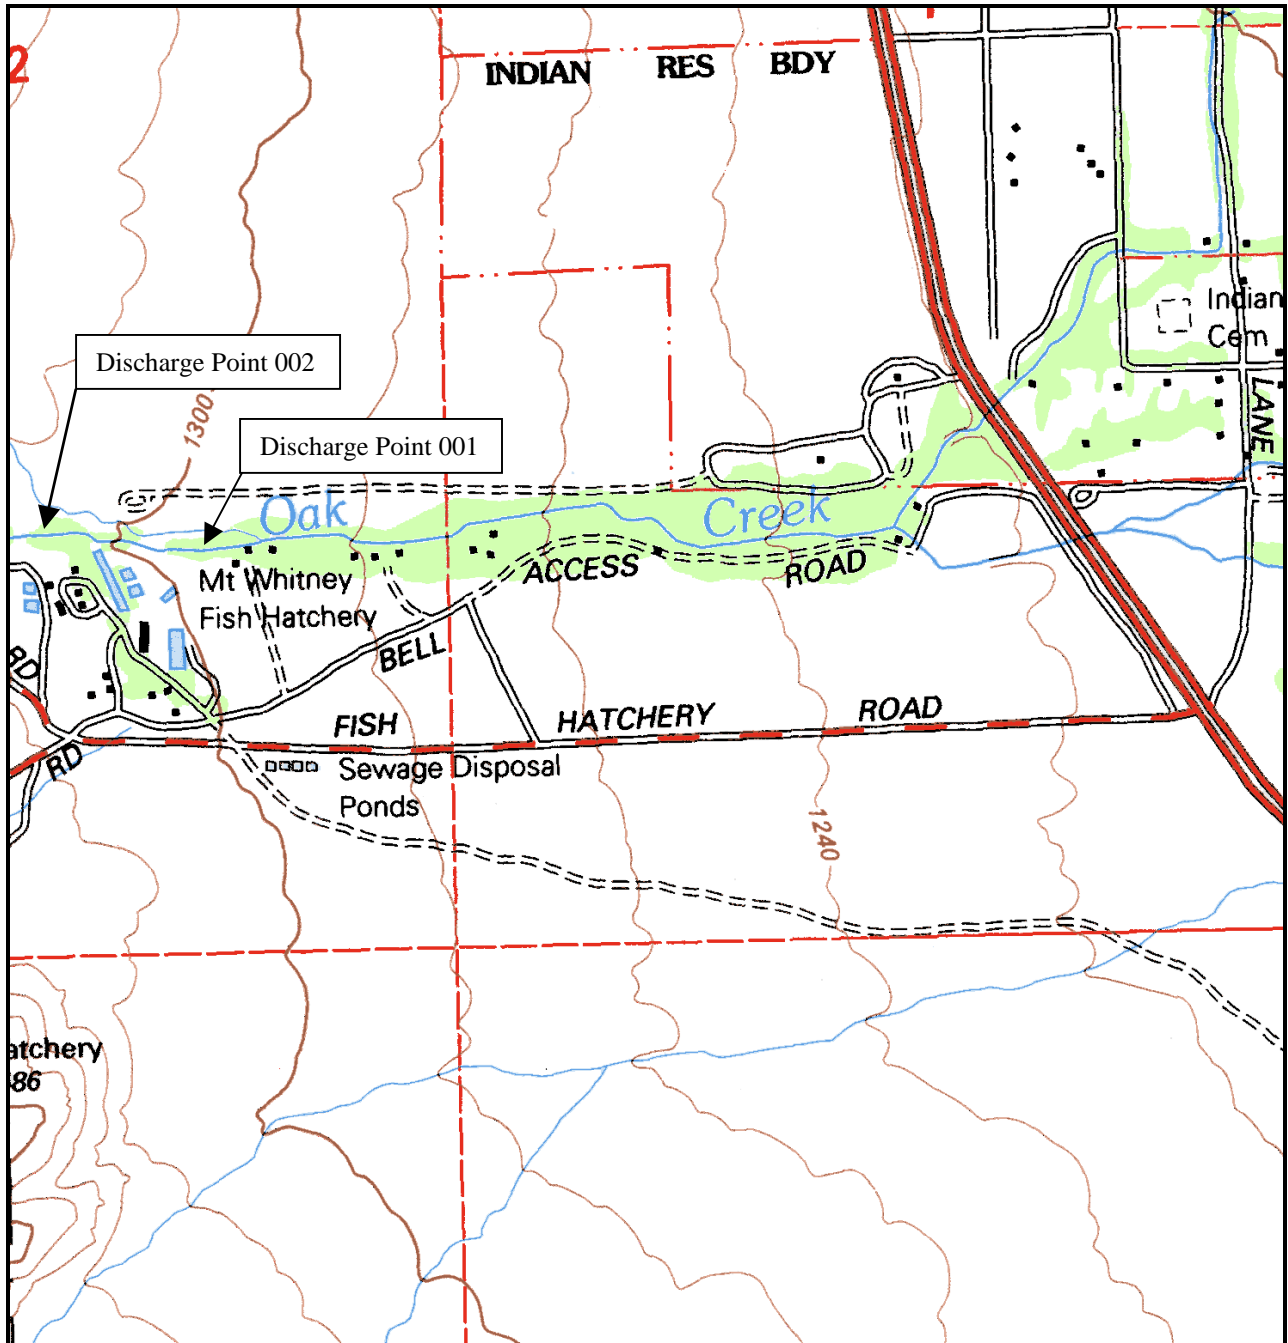 2
INDIAN RES BDY
Indian
Cem
Discharge Point 002
1300
Discharge Point 001
LANE
Oak Creek
ACCESS ROAD
Mt Whitney
Fish Hatchery
BELL
RD
FISH HATCHERY ROAD
RD
Sewage Disposal
Ponds
1240
atchery
86